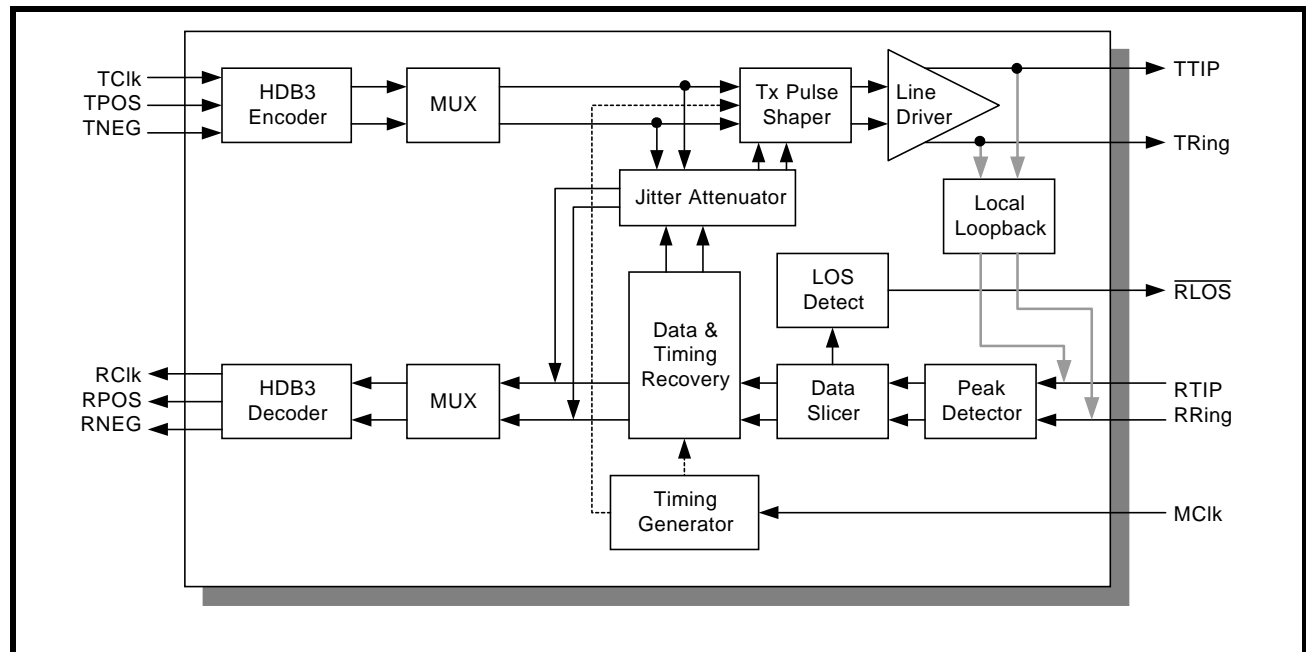 TClk
TPOS
TNEG
HDB3
Encoder
MUX
Tx Pulse
Shaper
Line
Driver
TTIP
TRing
Jitter Attenuator
Local
Loopback
LOS
Detect
RLOS
Data &
Timing
Recovery
RClk
RPOS
RNEG
HDB3
Decoder
MUX
Data
Slicer
Peak
Detector
RTIP
RRing
Timing
Generator
MClk